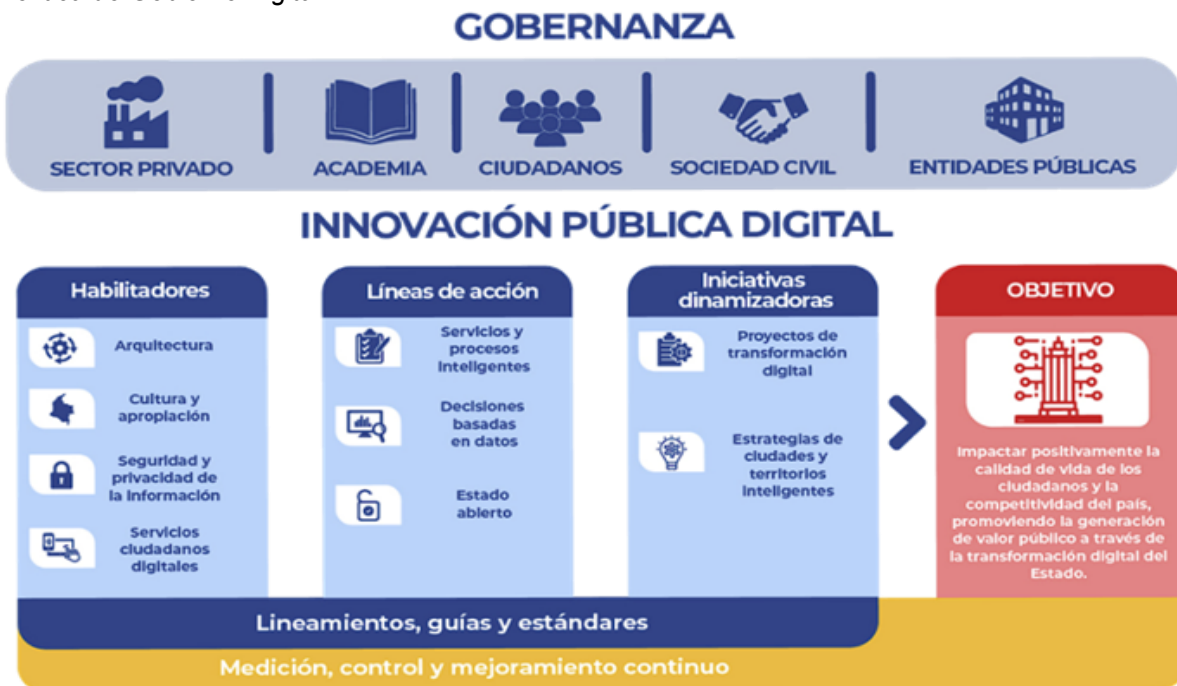 GOBERNANZA
SECTOR PRIVADO
ACADEMIA
CIUDADANOS
SOCIEDAD CIVIL
ENTIDADES PÚBLICAS
INNOVACIÓN PÚBLICA DIGITAL
Habilitadores
Arquitectura
Cultura y
apropiación
Seguridad y
privacidad de
la información
Servicios
ciudadanos
digitales
Líneas de acción
Servicios y
procesos
inteligentes
Decisiones
basadas
en datos
Estado
abierto
Iniciativas
dinamizadoras
Proyectos de
transformación
digital
Estrategias de
ciudades y
territorios
inteligentes
OBJETIVO
Impactar positivamente la
calidad de vida de los
ciudadanos y la
competitividad del país,
promoviendo la generación
de valor público a través de
la transformación digital del
Estado.
Lineamientos, guías y estándares
Medición, control y mejoramiento continuo